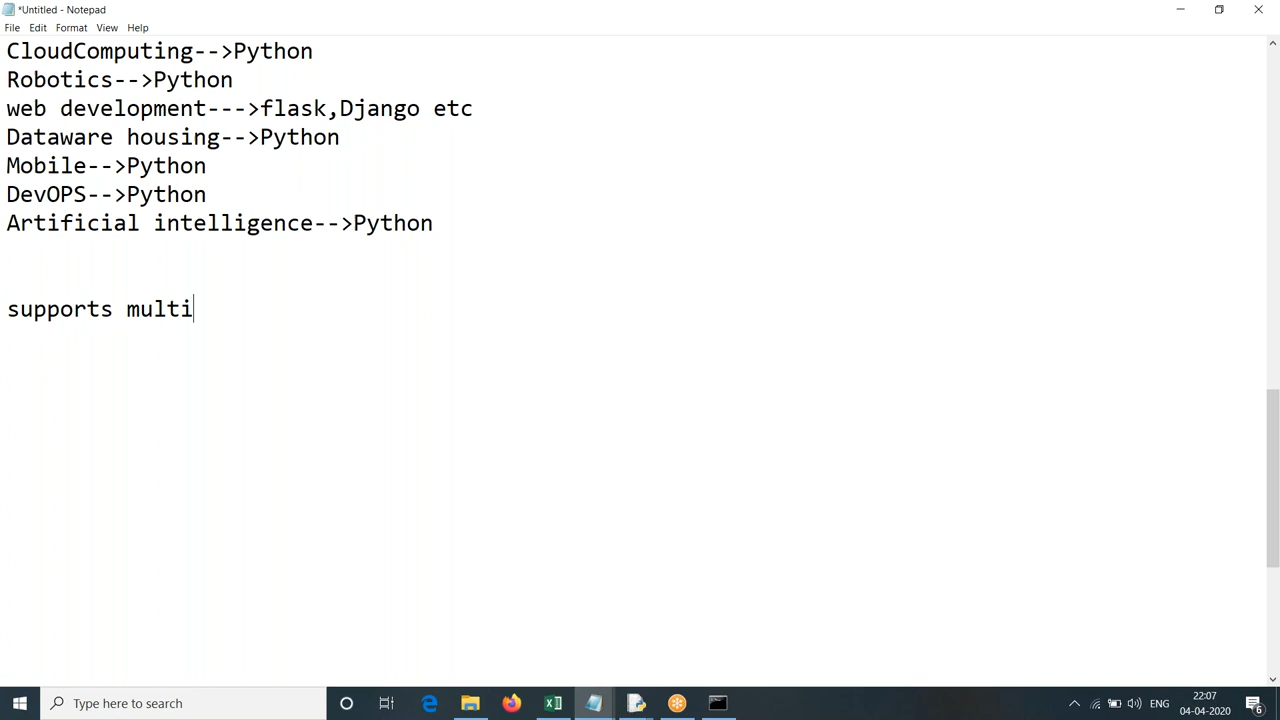 *Untitled - Notepad
File Edit Format View Help
CloudComputing-->Python
Robotics-->Python
web development--->flask,Django etc
Dataware housing-->Python
Mobile-->Python
DevOPS-->Python
Artificial intelligence-->Python
supports multi
Type here to search
ENG
22:07
04-04-2020
6